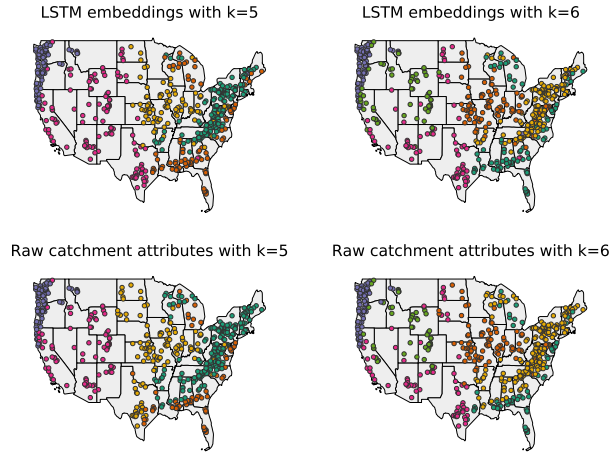 LSTM embeddings with k=5
LSTM embeddings with k=6
Raw catchment attributes with k=5
Raw catchment attributes with k=6